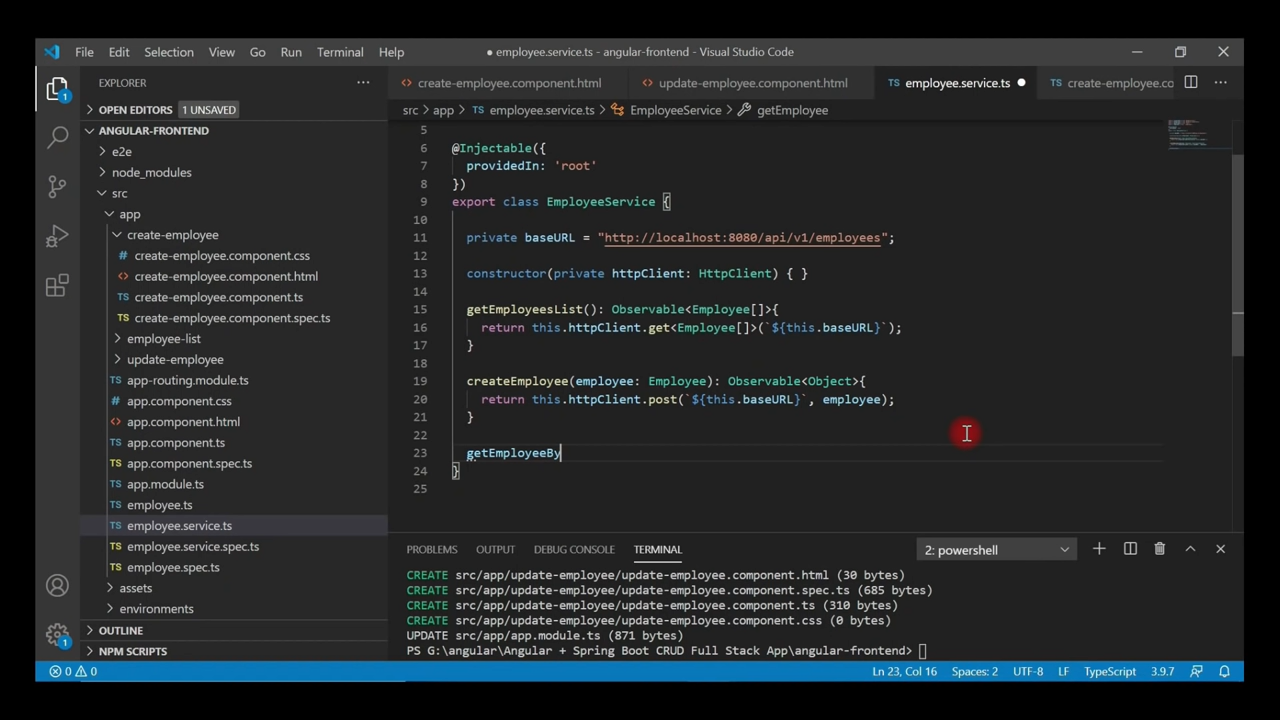 File Edit Selection View Go Run Terminal Help ● employee.service.ts - angular-frontend - Visual Studio Code
EXPLORER
OPEN EDITORS 1 UNSAVED
ANGULAR-FRONTEND
e2e
node_modules
src
app
create-employee
create-employee.component.css
create-employee.component.html
create-employee.component.ts
create-employee.component.spec.ts
employee-list
update-employee
TS app-routing.module.ts
app.component.css
app.component.html
TS app.component.ts
TS app.component.spec.ts
TS app.module.ts
TS employee.ts
TS employee.service.ts
TS employee.service.spec.ts
TS employee.spec.ts
assets
environments
OUTLINE
NPM SCRIPTS
1
1
create-employee.component.html update-employee.component.html TS employee.service.ts ● TS create-employee.co
src > app > TS employee.service.ts > EmployeeService > getEmployee
5
6 @Injectable({
7 providedIn: 'root'
8 })
9 export class EmployeeService {
10
11 private baseURL = "http://localhost:8080/api/v1/employees";
12
13 constructor(private httpClient: HttpClient) { }
14
15 getEmployeesList(): Observable<Employee[]>{
16 return this.httpClient.get<Employee[]>(`${this.baseURL}`);
17 }
18
19 createEmployee(employee: Employee): Observable<Object>{
20 return this.httpClient.post(`${this.baseURL}`, employee);
21 }
22
23 getEmployeeBy
24 }
25
PROBLEMS OUTPUT DEBUG CONSOLE TERMINAL 2: powershell
CREATE src/app/update-employee/update-employee.component.html (30 bytes)
CREATE src/app/update-employee/update-employee.component.spec.ts (685 bytes)
CREATE src/app/update-employee/update-employee.component.ts (310 bytes)
CREATE src/app/update-employee/update-employee.component.css (0 bytes)
UPDATE src/app/app.module.ts (871 bytes)
PS G:\angular\Angular + Spring Boot CRUD Full Stack App\angular-frontend>
0 0 Ln 23, Col 16 Spaces: 2 UTF-8 LF TypeScript 3.9.7